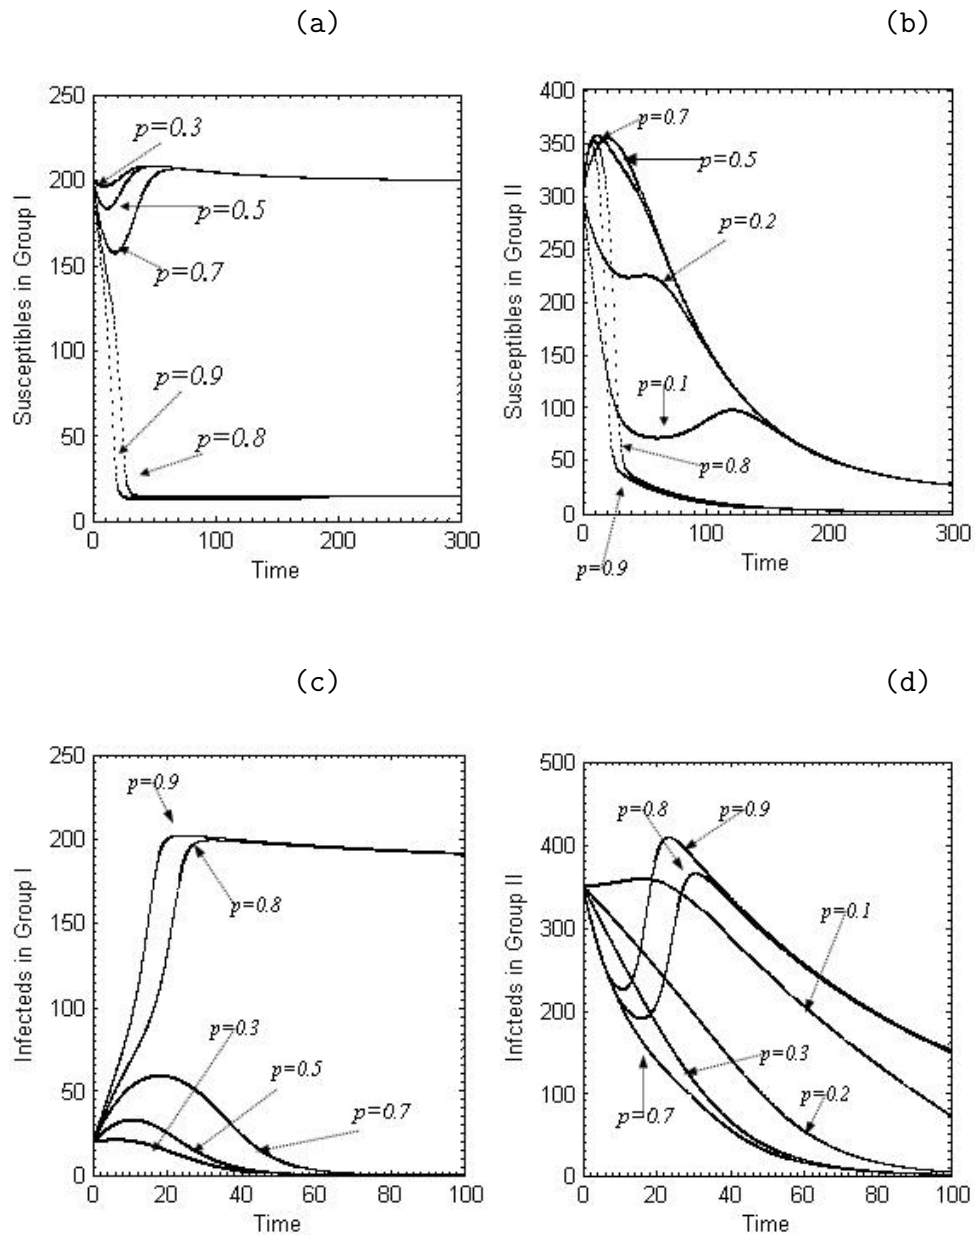 (a)
(b)
250
200
150
100
50
0
Susceptibles in Group I
p=0.3
p=0.5
p=0.7
p=0.9
p=0.8
0 100 200 300
Time
400
350
300
250
200
150
100
50
0
Susceptibles in Group II
p=0.7
p=0.5
p=0.2
p=0.1
p=0.8
p=0.9
0 100 200 300
Time
(c)
(d)
250
200
150
100
50
0
Infecteds in Group I
p=0.9
p=0.8
p=0.3
p=0.5
p=0.7
0 20 40 60 80 100
Time
500
400
300
200
100
0
Infcteds in Group II
p=0.8
p=0.9
p=0.1
p=0.3
p=0.2
p=0.7
0 20 40 60 80 100
Time